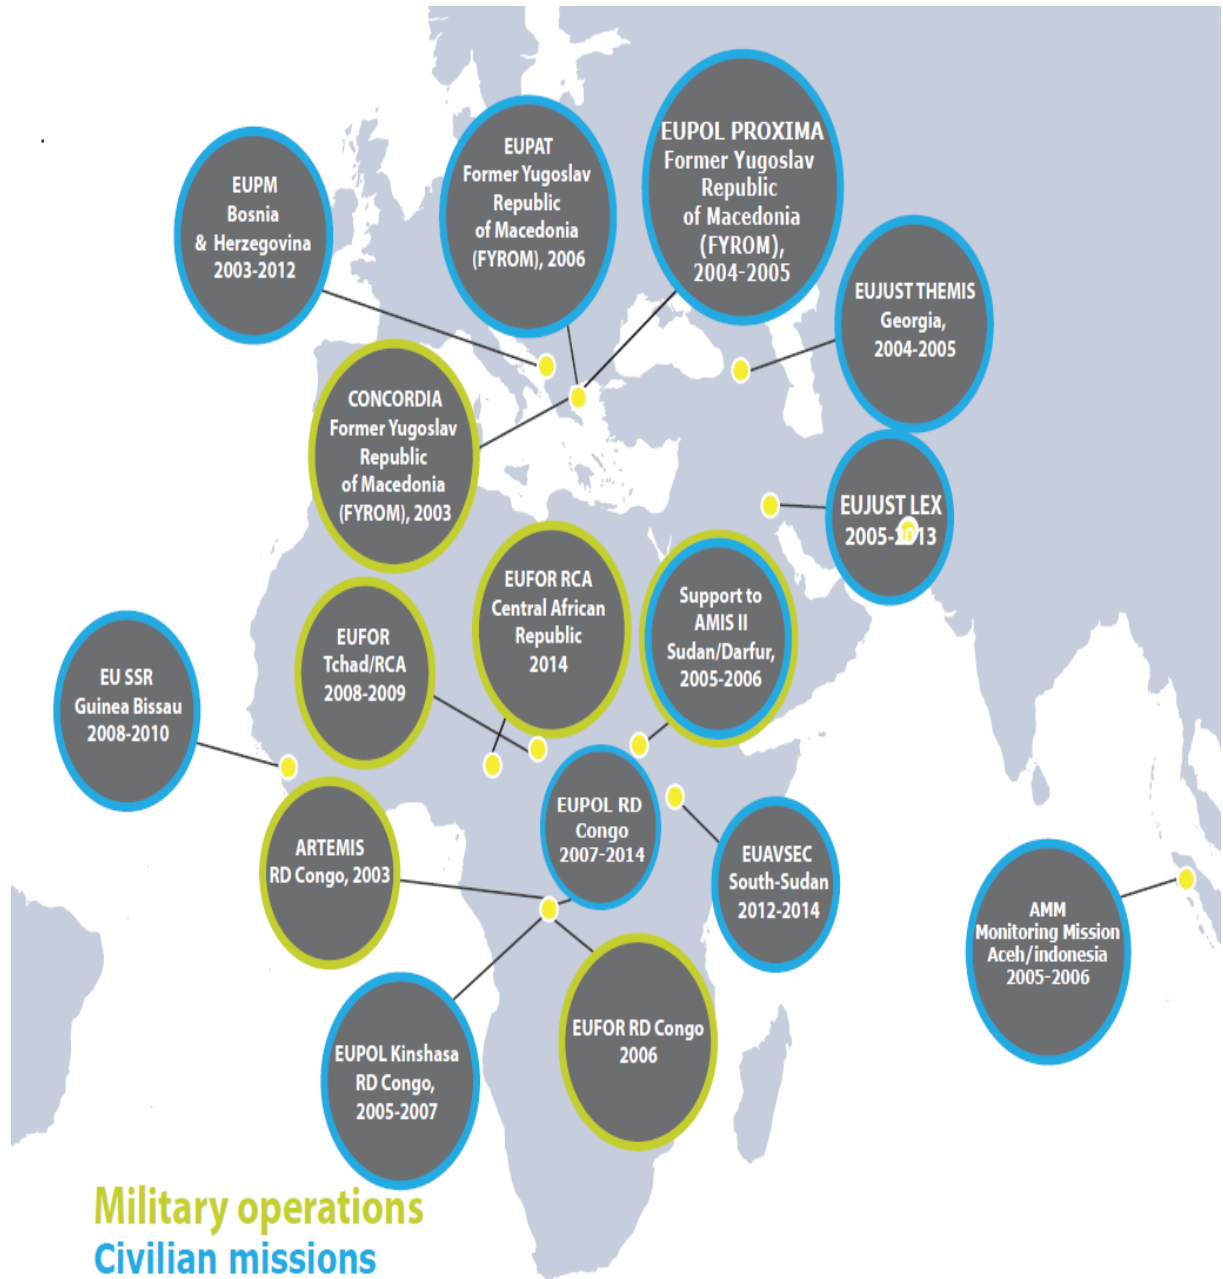 EUPOL PROXIMA
Former Yugoslav
Republic
of Macedonia
(FYROM),
2004-2005
EUPAT
Former Yugoslav
Republic
of Macedonia
(FYROM), 2006
EUPM
Bosnia
& Herzegovina
2003-2012
EUJUST THEMIS
Georgia,
2004-2005
CONCORDIA
Former Yugoslav
Republic
of Macedonia
(FYROM), 2003
EUJUST LEX
2005-2013
EUFOR RCA
Central African
Republic
2014
Support to
AMIS II
Sudan/Darfur,
2005-2006
EUFOR
Tchad/RCA
2008-2009
EU SSR
Guinea Bissau
2008-2010
EUPOL RD
Congo
2007-2014
ARTEMIS
RD Congo, 2003
EUAVSEC
South-Sudan
2012-2014
AMM
Monitoring Mission
Aceh/indonesia
2005-2006
EUFOR RD Congo
2006
EUPOL Kinshasa
RD Congo,
2005-2007
Military operations
Civilian missions